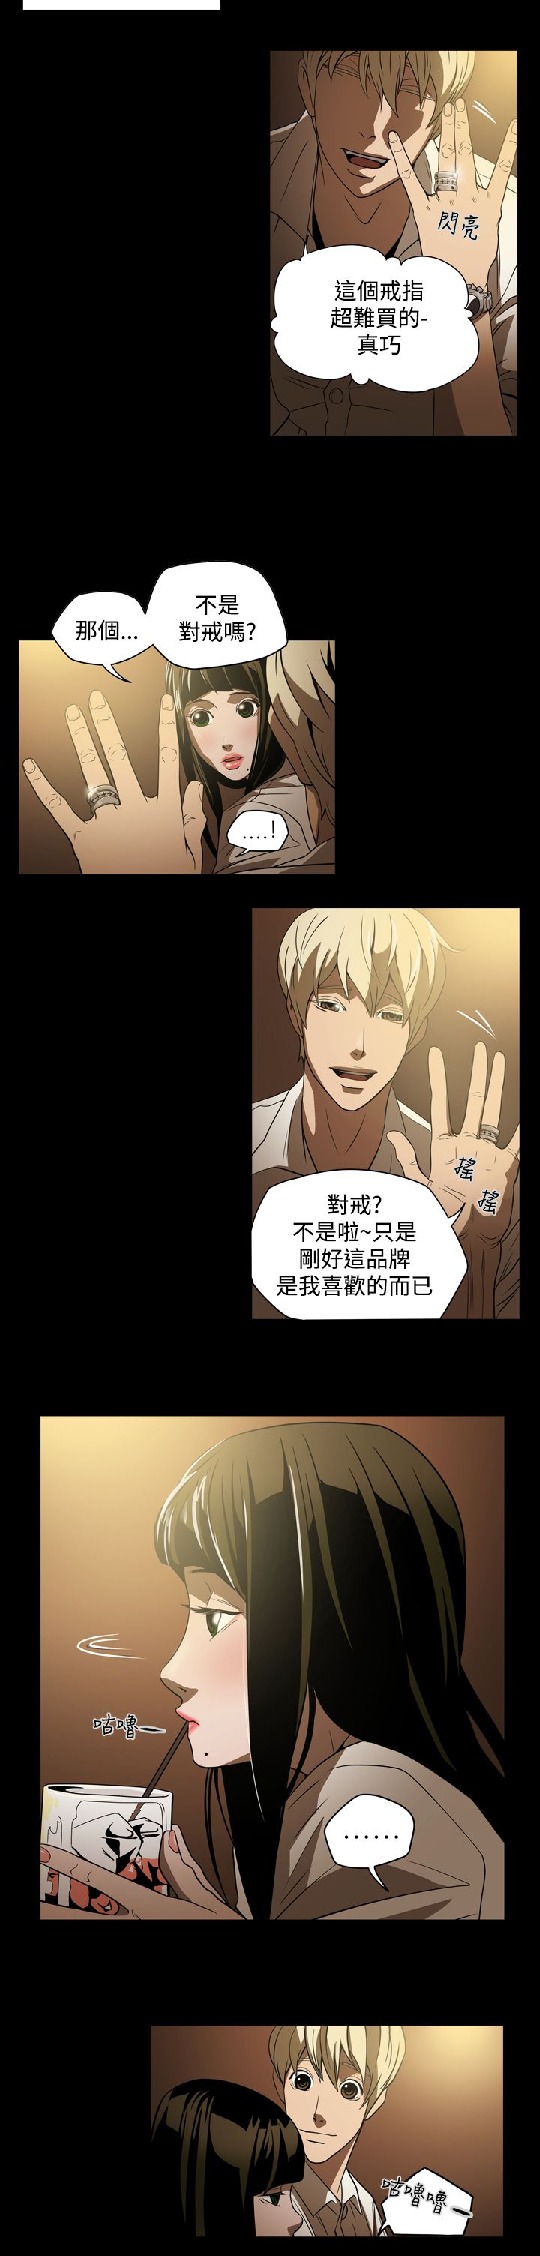 閃亮
這個戒指
超難買的-
真巧
那個...
不是
對戒嗎?
....!
搖
搖
對戒?
不是啦~只是
剛好這品牌
是我喜歡的而已
咕嚕—
......
咕嚕嚕—